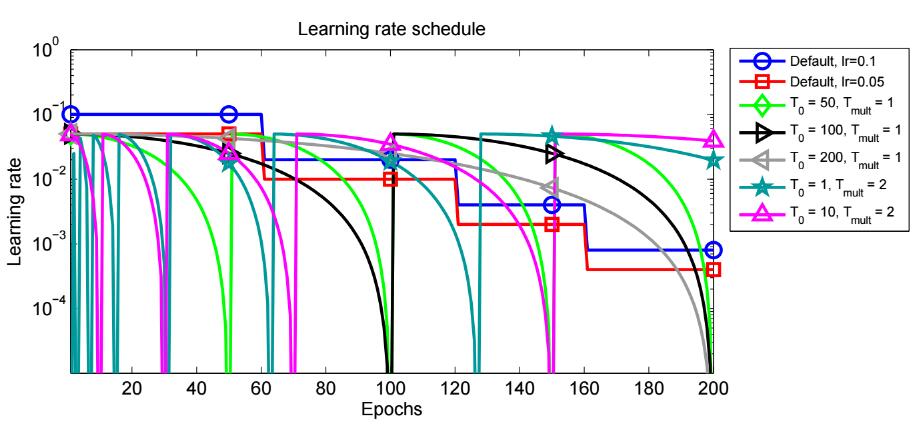 Learning rate schedule
10^0
10^-1
10^-2
10^-3
10^-4
Learning rate
20 40 60 80 100 120 140 160 180 200
Epochs
Default, lr=0.1
Default, lr=0.05
T_0 = 50, T_mult = 1
T_0 = 100, T_mult = 1
T_0 = 200, T_mult = 1
T_0 = 1, T_mult = 2
T_0 = 10, T_mult = 2